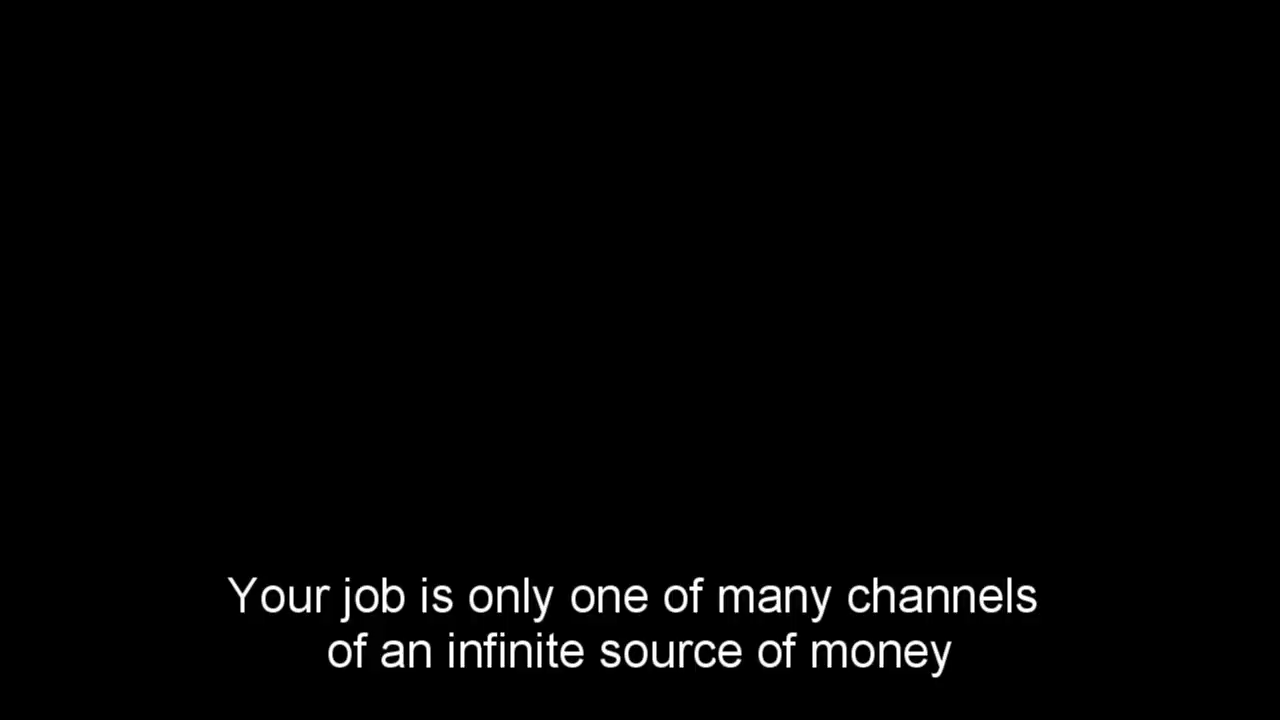 Your job is only one of many channels
of an infinite source of money